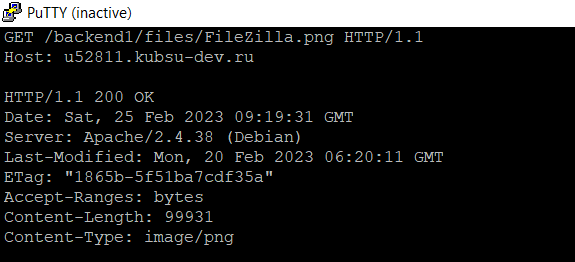 PuTTY (inactive)
GET /backend1/files/FileZilla.png HTTP/1.1
Host: u52811.kubsu-dev.ru

HTTP/1.1 200 OK
Date: Sat, 25 Feb 2023 09:19:31 GMT
Server: Apache/2.4.38 (Debian)
Last-Modified: Mon, 20 Feb 2023 06:20:11 GMT
ETag: "1865b-5f51ba7cdf35a"
Accept-Ranges: bytes
Content-Length: 99931
Content-Type: image/png